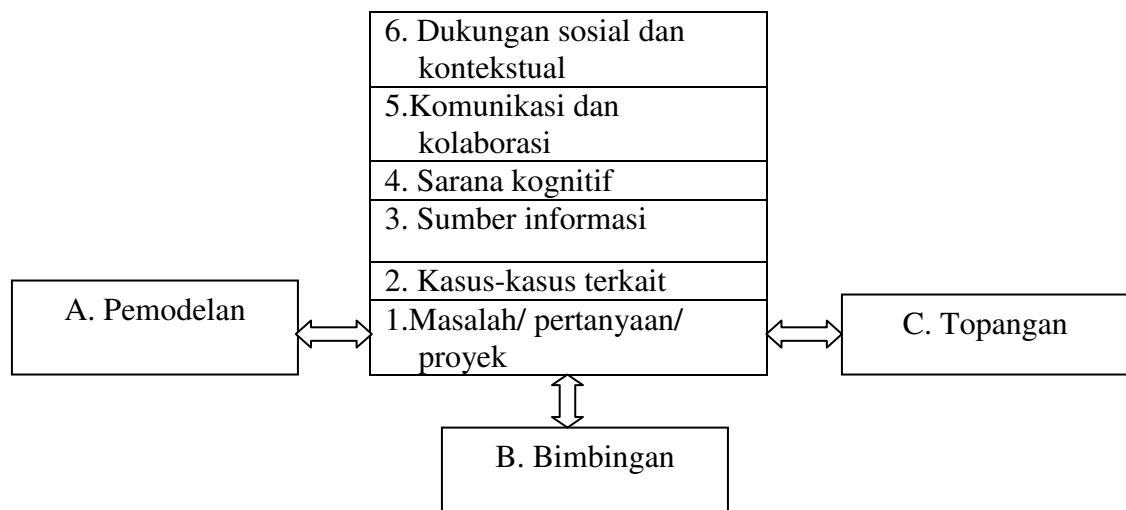 6. Dukungan sosial dan
kontekstual
5.Komunikasi dan
kolaborasi
4. Sarana kognitif
3. Sumber informasi
2. Kasus-kasus terkait
1.Masalah/ pertanyaan/
proyek
A. Pemodelan
C. Topangan
B. Bimbingan